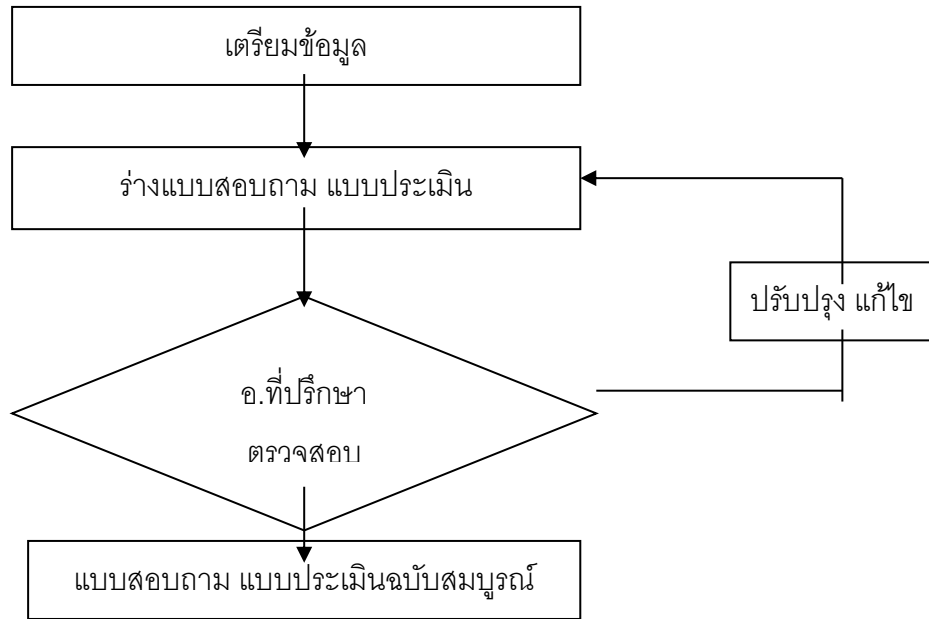 เตรียมข้อมูล
ร่างแบบสอบถาม แบบประเมิน
ปรับปรุง แก้ไข
อ.ที่ปรึกษา
ตรวจสอบ
แบบสอบถาม แบบประเมินฉบับสมบูรณ์